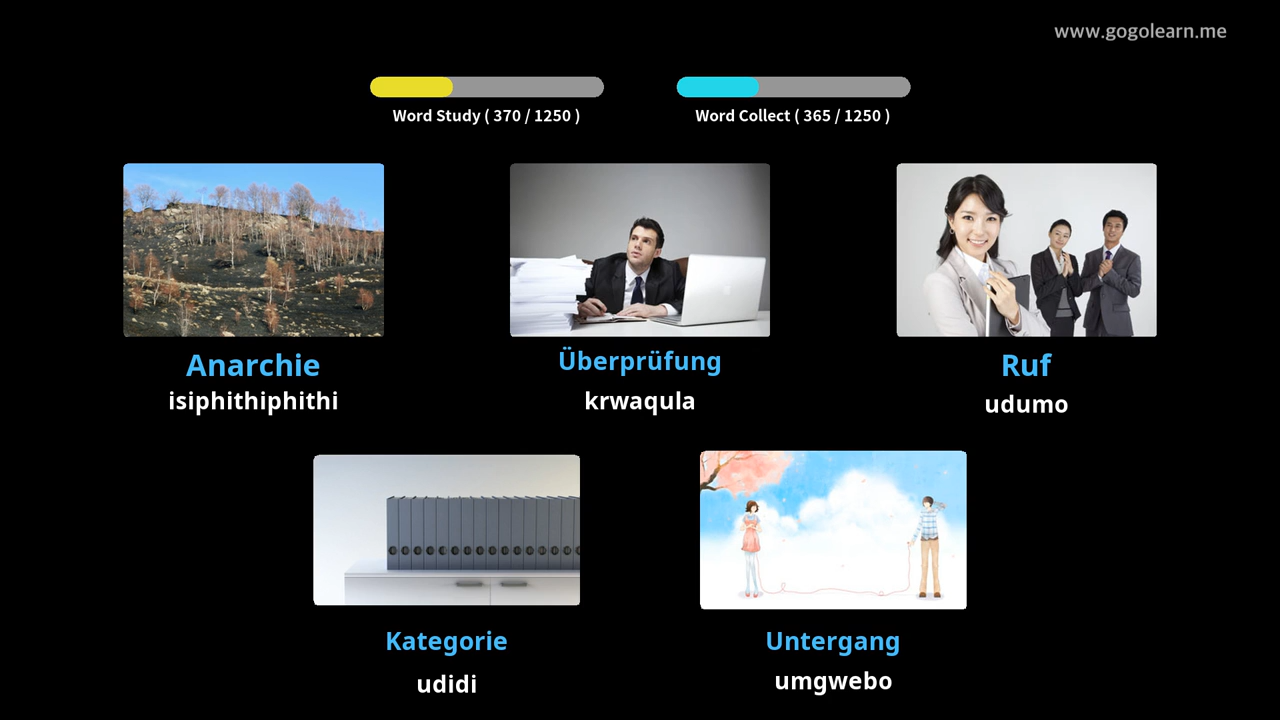 www.gogolearn.me
Word Study ( 370 / 1250 )
Word Collect ( 365 / 1250 )
Anarchie
isiphithiphithi
Überprüfung
krwaqula
Ruf
udumo
Kategorie
udidi
Untergang
umgwebo